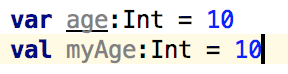 var age:Int = 10
val myAge:Int = 10